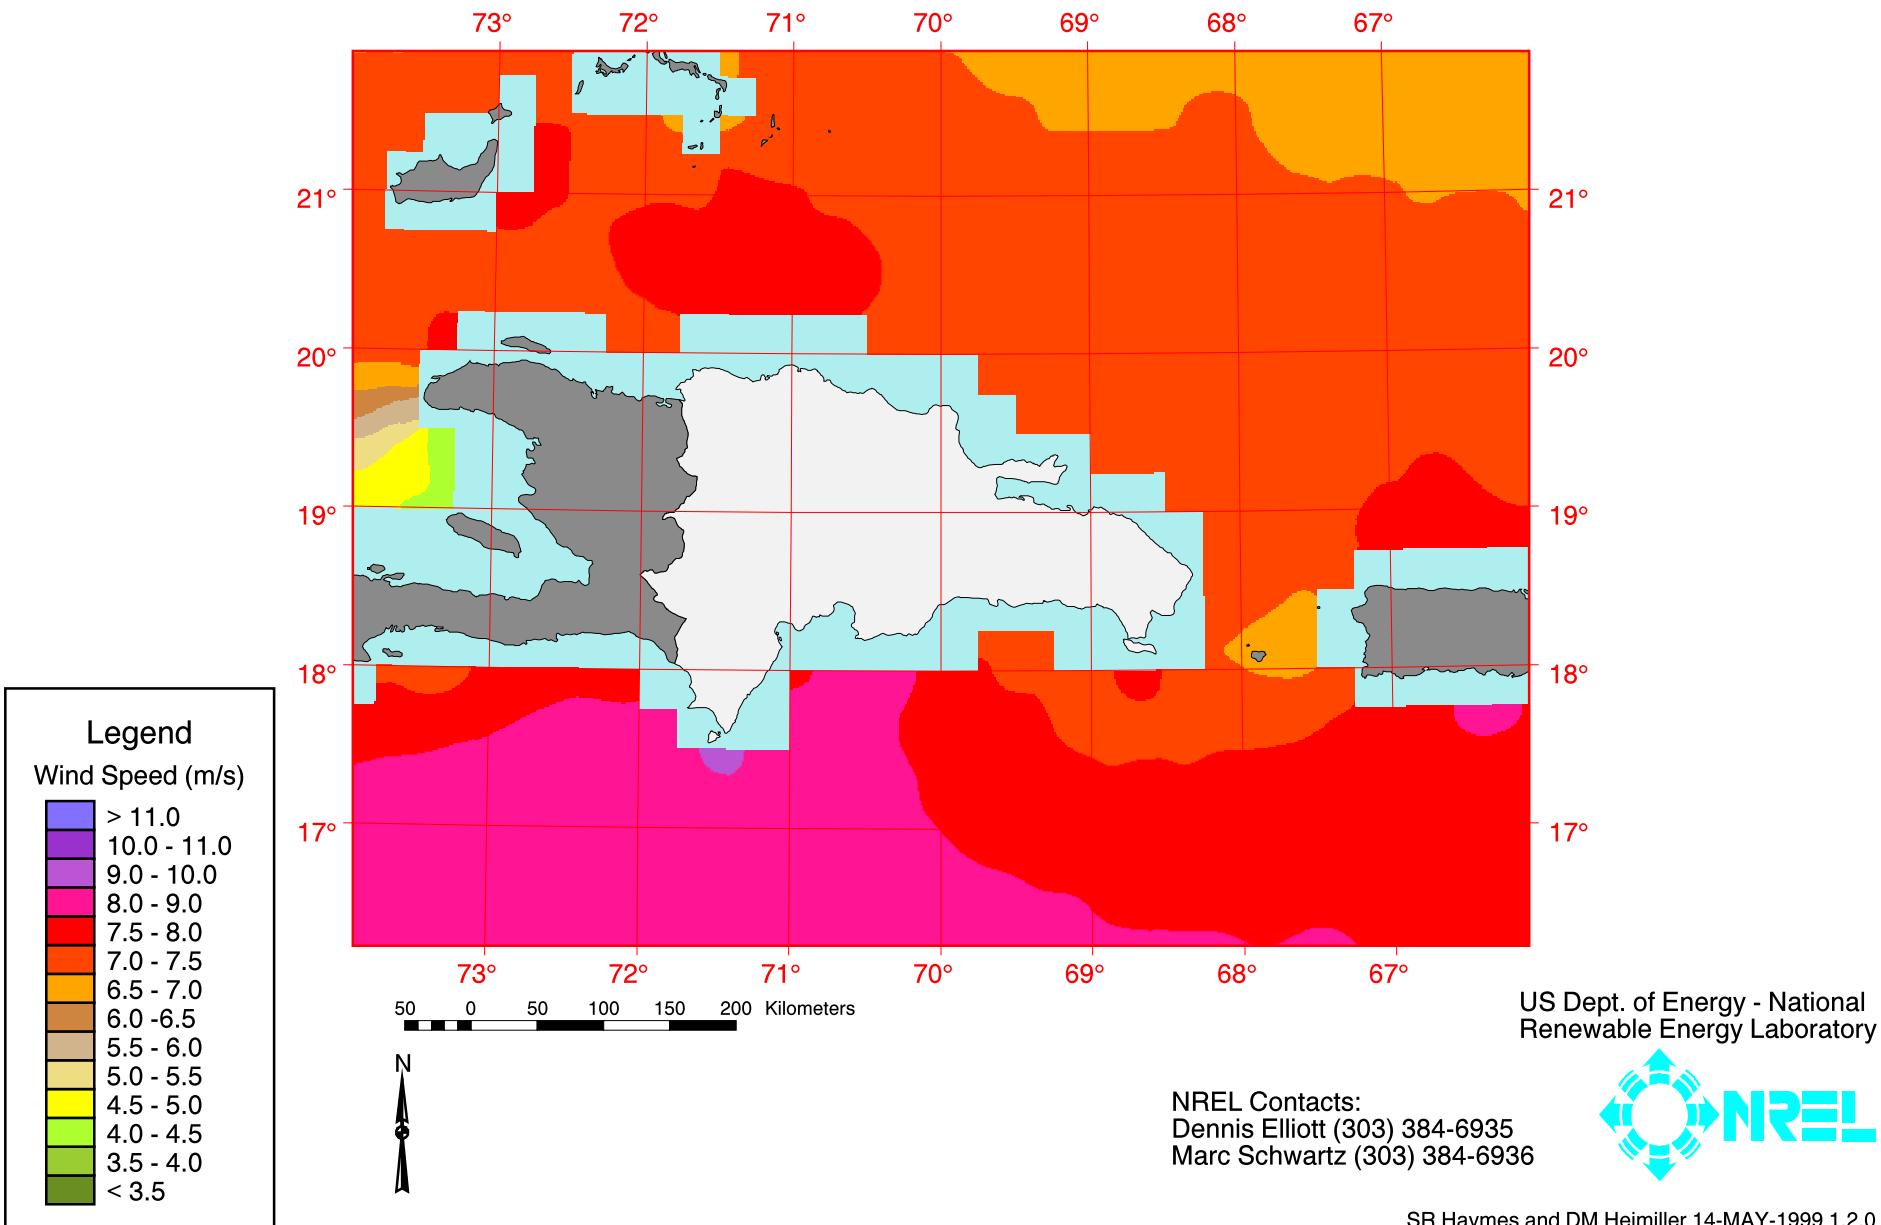 73° 72° 71° 70° 69° 68° 67°
21° 21°
20° 20°
19° 19°
18° 18°
17° 17°
73° 72° 71° 70° 69° 68° 67°
50 0 50 100 150 200 Kilometers
N
Legend
Wind Speed (m/s)
> 11.0
10.0 - 11.0
9.0 - 10.0
8.0 - 9.0
7.5 - 8.0
7.0 - 7.5
6.5 - 7.0
6.0 -6.5
5.5 - 6.0
5.0 - 5.5
4.5 - 5.0
4.0 - 4.5
3.5 - 4.0
< 3.5
US Dept. of Energy - National
Renewable Energy Laboratory
NREL
NREL Contacts:
Dennis Elliott (303) 384-6935
Marc Schwartz (303) 384-6936
SR Haymes and DM Heimiller 14-MAY-1999 1.2.0